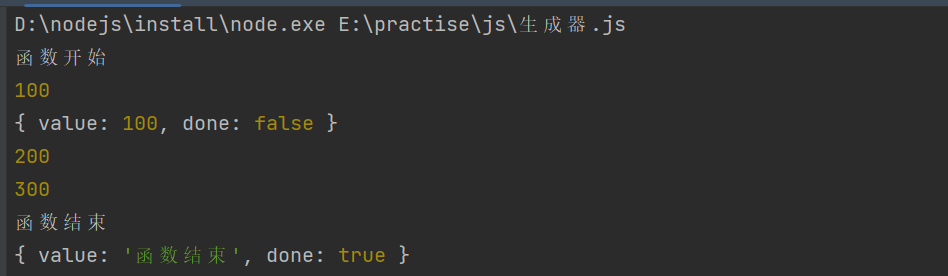 D:\nodejs\install\node.exe E:\practise\js\生成器.js
函数开始
100
{ value: 100, done: false }
200
300
函数结束
{ value: '函数结束', done: true }